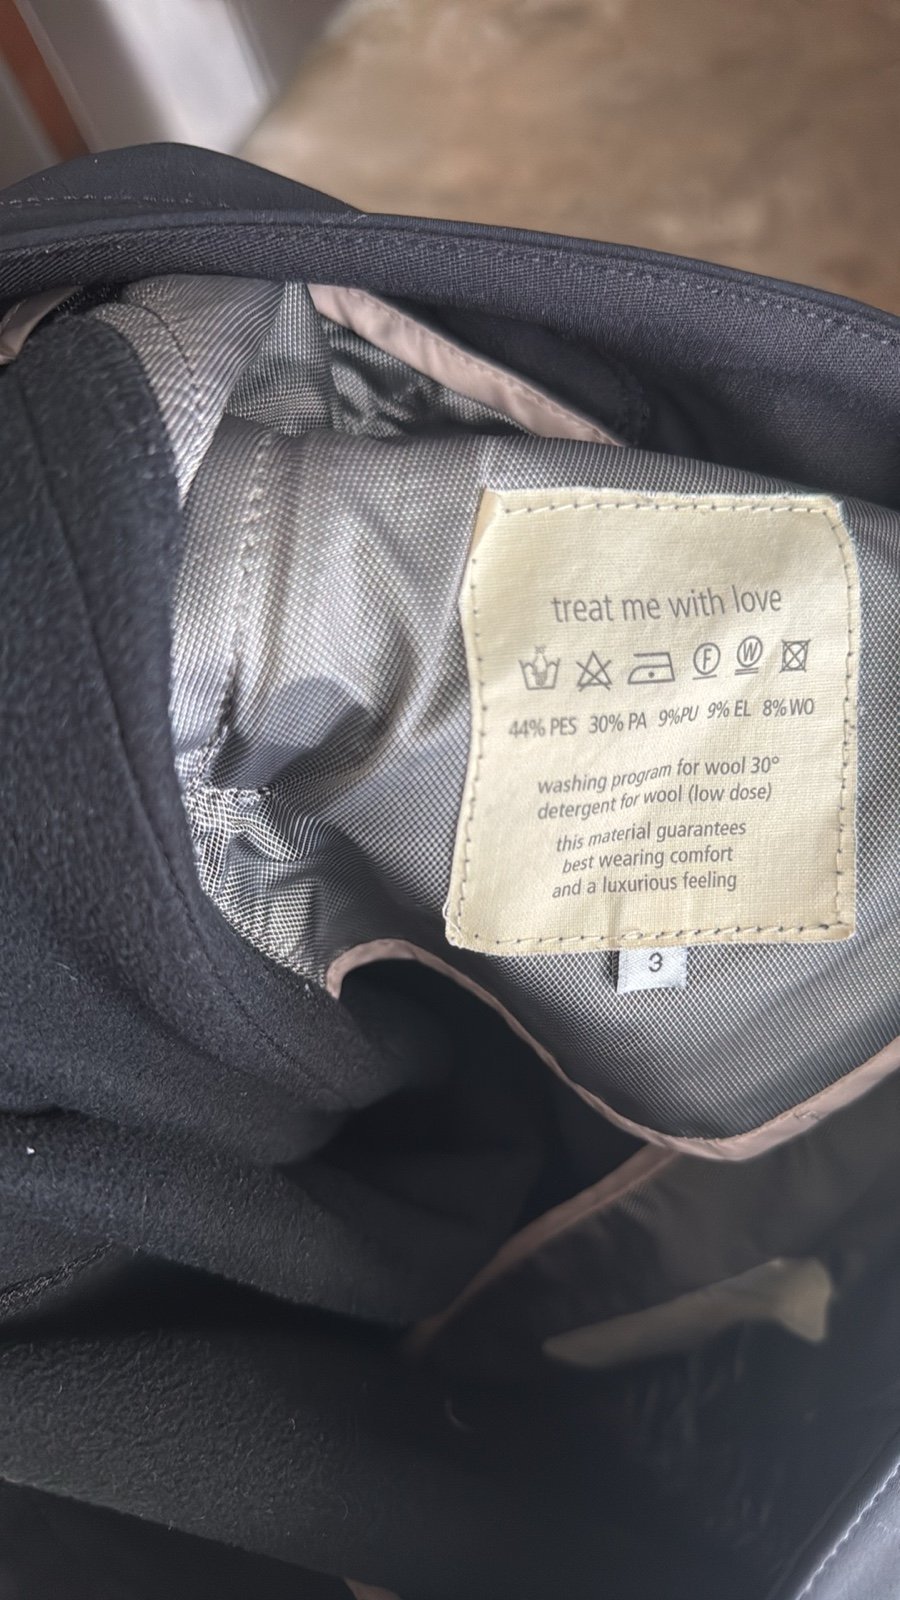 treat me with love
F W
44% PES 30% PA 9%PU 9% EL 8% WO
washing program for wool 30°
detergent for wool (low dose)
this material guarantees
best wearing comfort
and a luxurious feeling
3